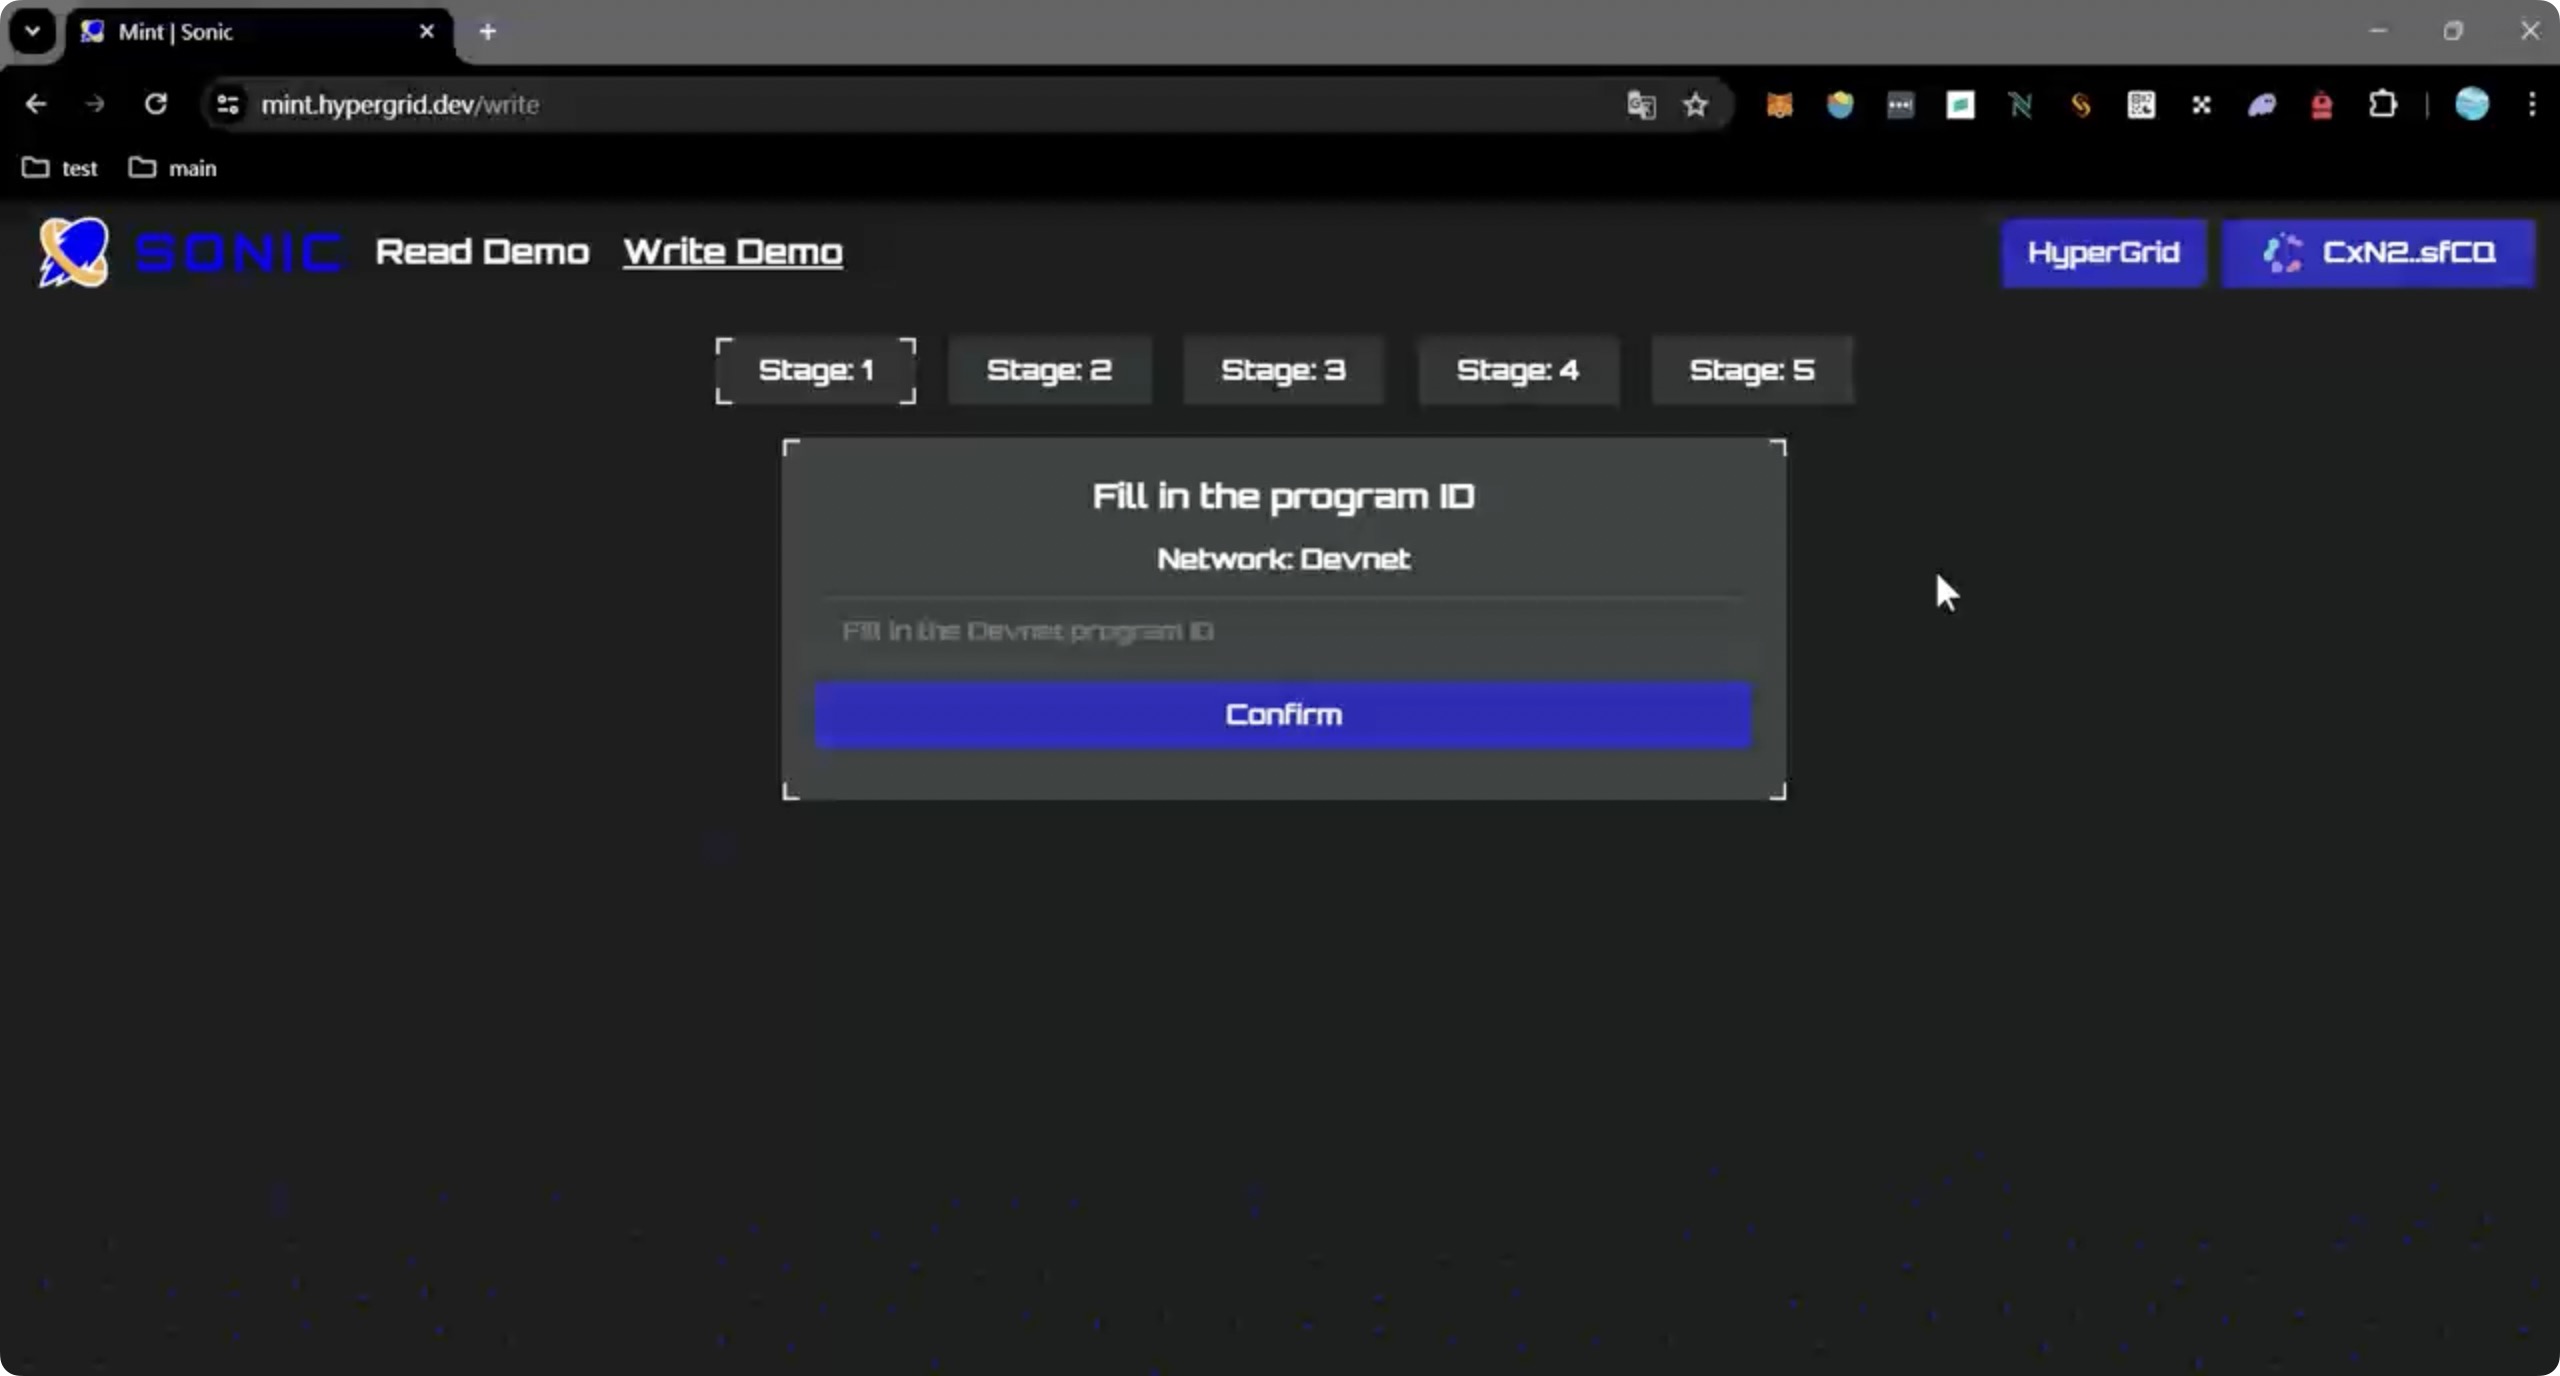 Mint | Sonic
mint.hypergrid.dev/write
test main
SONIC Read Demo Write Demo HyperGrid CxN2..sfCQ
Stage: 1 Stage: 2 Stage: 3 Stage: 4 Stage: 5
Fill in the program ID
Network: Devnet
Fill in the Devnet program ID
Confirm